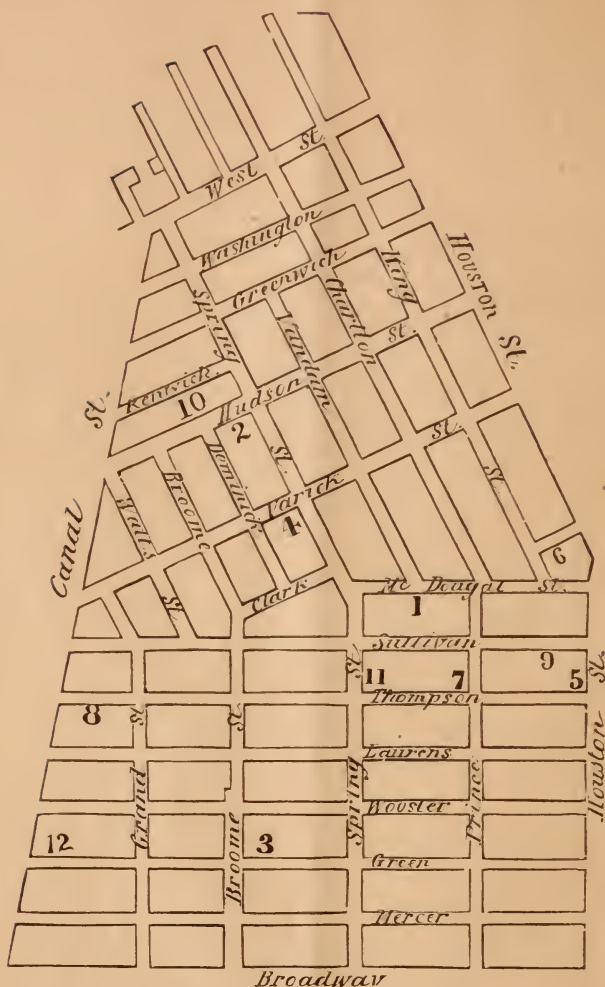 West
St.
Washington
Greenwich
St.
Spring
Vandam
Charlton
King
Houston
St.
Renwick.
10
Hudson
St.
2
Dominick
St.
Varick
4
Canal
St.
Watts
Broome
St.
Clark
6
Mc Dougal St.
1
Sullivan
St.
11
7
9
5
St.
Thompson
8
St.
St.
Laurens
Grand
Spring
Prince
Houston
Wooster
12
3
Broome
Green
Mercer
Broadway